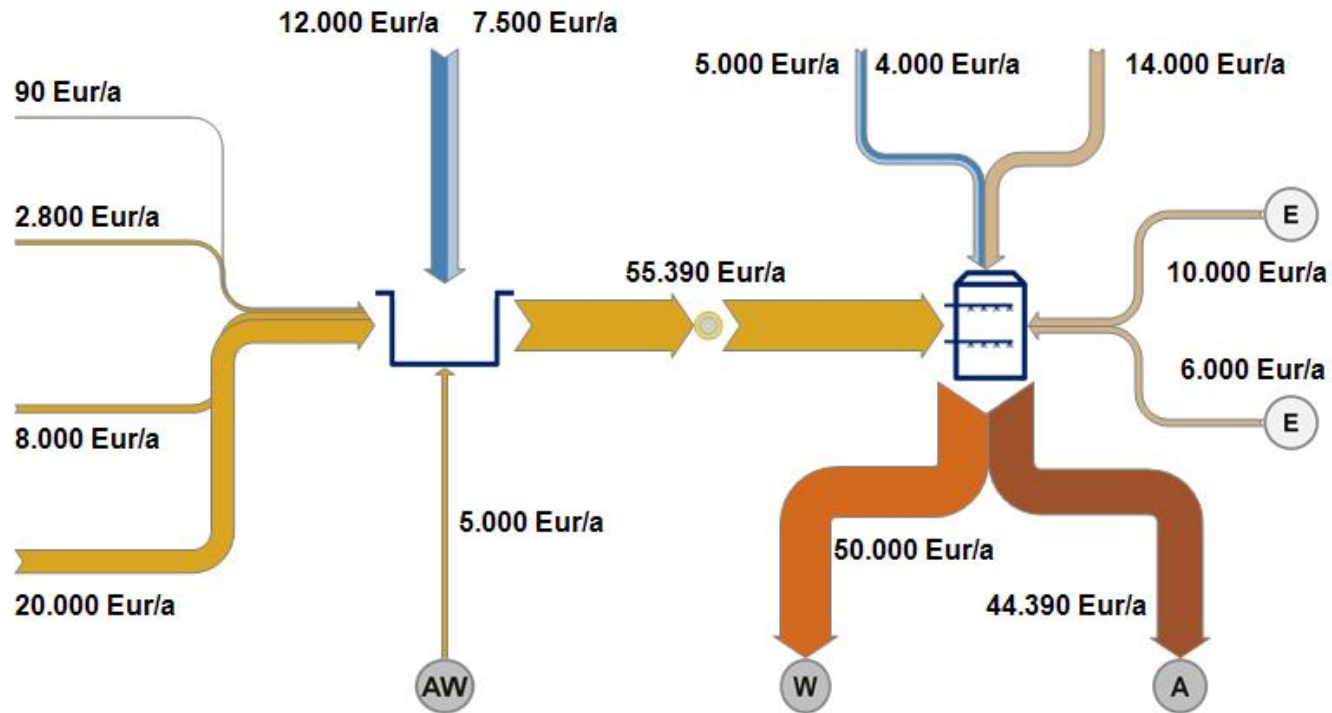 12.000 Eur/a 7.500 Eur/a
5.000 Eur/a 4.000 Eur/a 14.000 Eur/a
90 Eur/a
2.800 Eur/a
E
55.390 Eur/a
10.000 Eur/a
6.000 Eur/a
E
8.000 Eur/a
5.000 Eur/a
50.000 Eur/a
20.000 Eur/a
44.390 Eur/a
AW
W
A